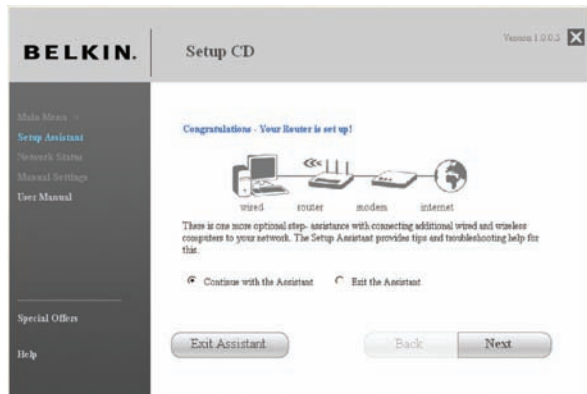 BELKIN.
Setup CD
Version 1.0.0.3
Main Menu >
Setup Assistant
Network Status
Manual Settings
User Manual
Special Offers
Help
Congratulations - Your Router is set up!
wired router modem internet
There is one more optional step- assistance with connecting additional wired and wireless
computers to your network. The Setup Assistant provides tips and troubleshooting help for
this.
Continue with the Assistant Exit the Assistant
Exit Assistant Back Next